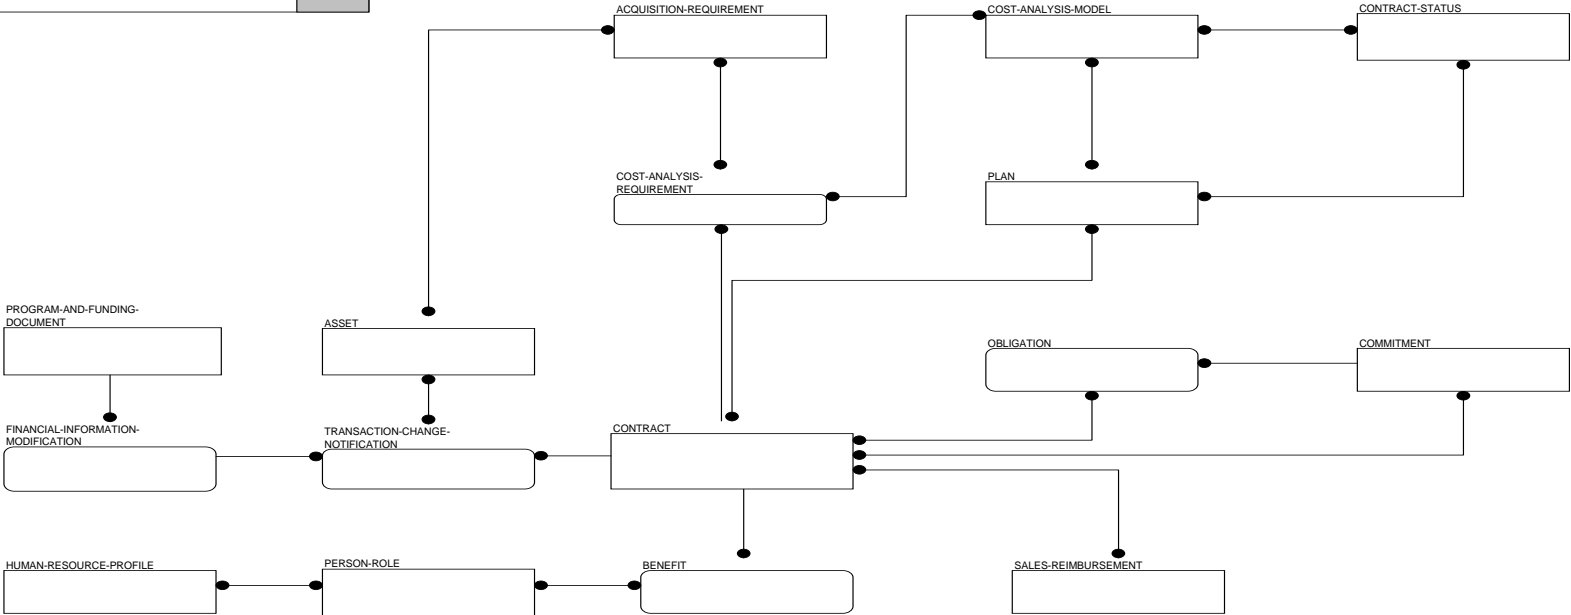 ACQUISITION-REQUIREMENT
COST-ANALYSIS-MODEL
CONTRACT-STATUS
COST-ANALYSIS-
REQUIREMENT
PLAN
PROGRAM-AND-FUNDING-
DOCUMENT
ASSET
OBLIGATION
COMMITMENT
FINANCIAL-INFORMATION-
MODIFICATION
TRANSACTION-CHANGE-
NOTIFICATION
CONTRACT
HUMAN-RESOURCE-PROFILE
PERSON-ROLE
BENEFIT
SALES-REIMBURSEMENT